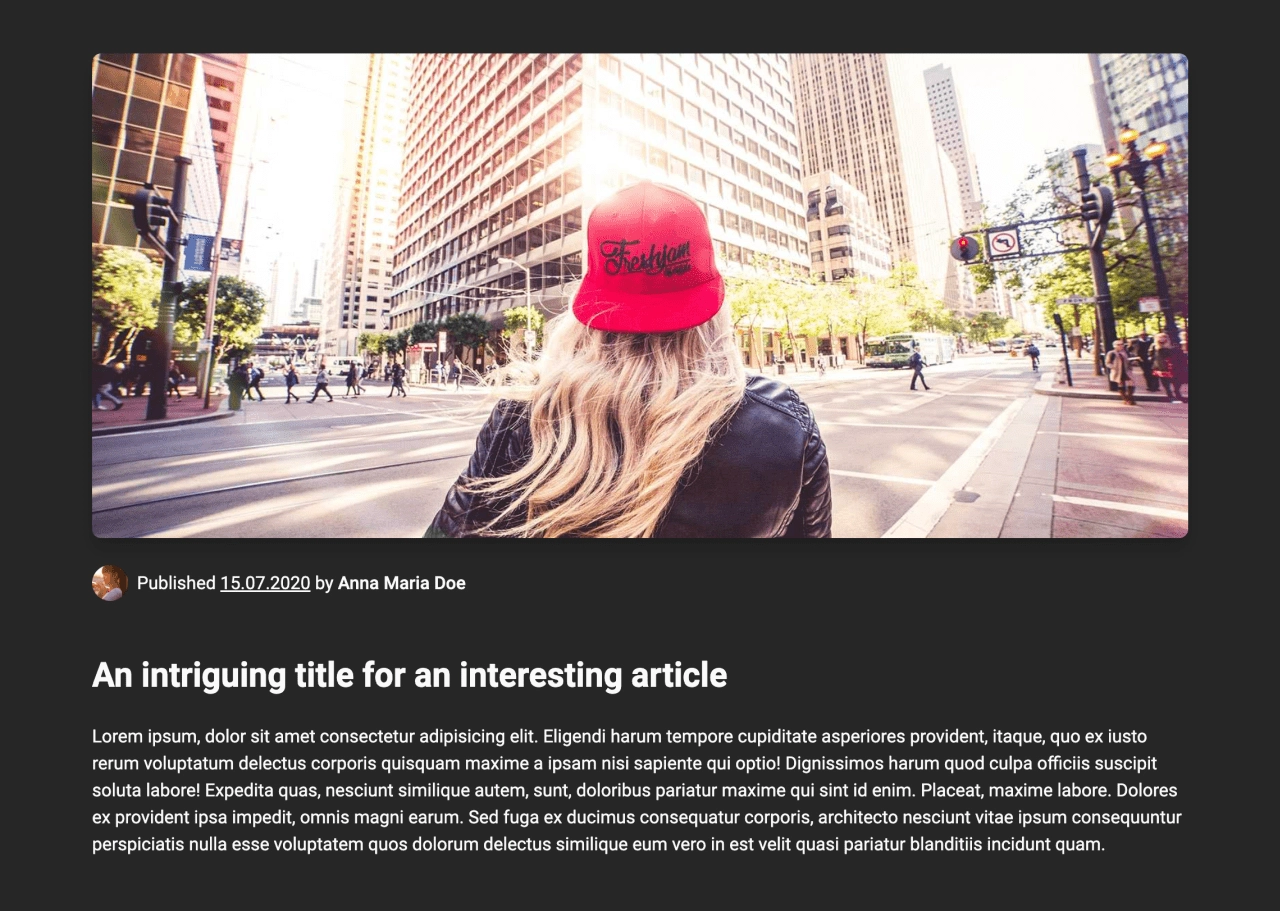 Freshjam
Published 15.07.2020 by Anna Maria Doe
An intriguing title for an interesting article
Lorem ipsum, dolor sit amet consectetur adipisicing elit. Eligendi harum tempore cupiditate asperiores provident, itaque, quo ex iusto
rerum voluptatum delectus corporis quisquam maxime a ipsam nisi sapiente qui optio! Dignissimos harum quod culpa officiis suscipit
soluta labore! Expedita quas, nesciunt similique autem, sunt, doloribus pariatur maxime qui sint id enim. Placeat, maxime labore. Dolores
ex provident ipsa impedit, omnis magni earum. Sed fuga ex ducimus consequatur corporis, architecto nesciunt vitae ipsum consequuntur
perspiciatis nulla esse voluptatem quos dolorum delectus similique eum vero in est velit quasi pariatur blanditiis incidunt quam.